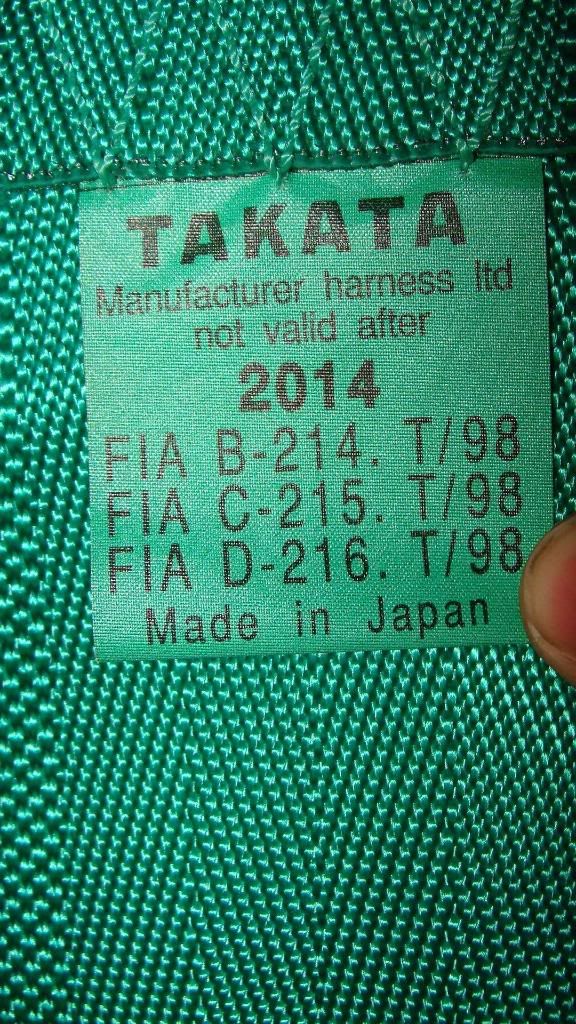 TAKATA
Manufacturer harness ltd
not valid after
2014
FIA B-214. T/98
FIA C-215. T/98
FIA D-216. T/98
Made in Japan